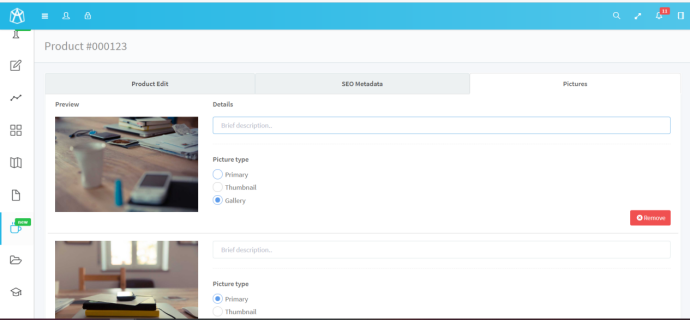 11
Product #000123
Product Edit
SEO Metadata
Pictures
Preview
Details
Brief description..
Picture type
Primary
Thumbnail
Gallery
new
Remove
Brief description..
Picture type
Primary
Thumbnail